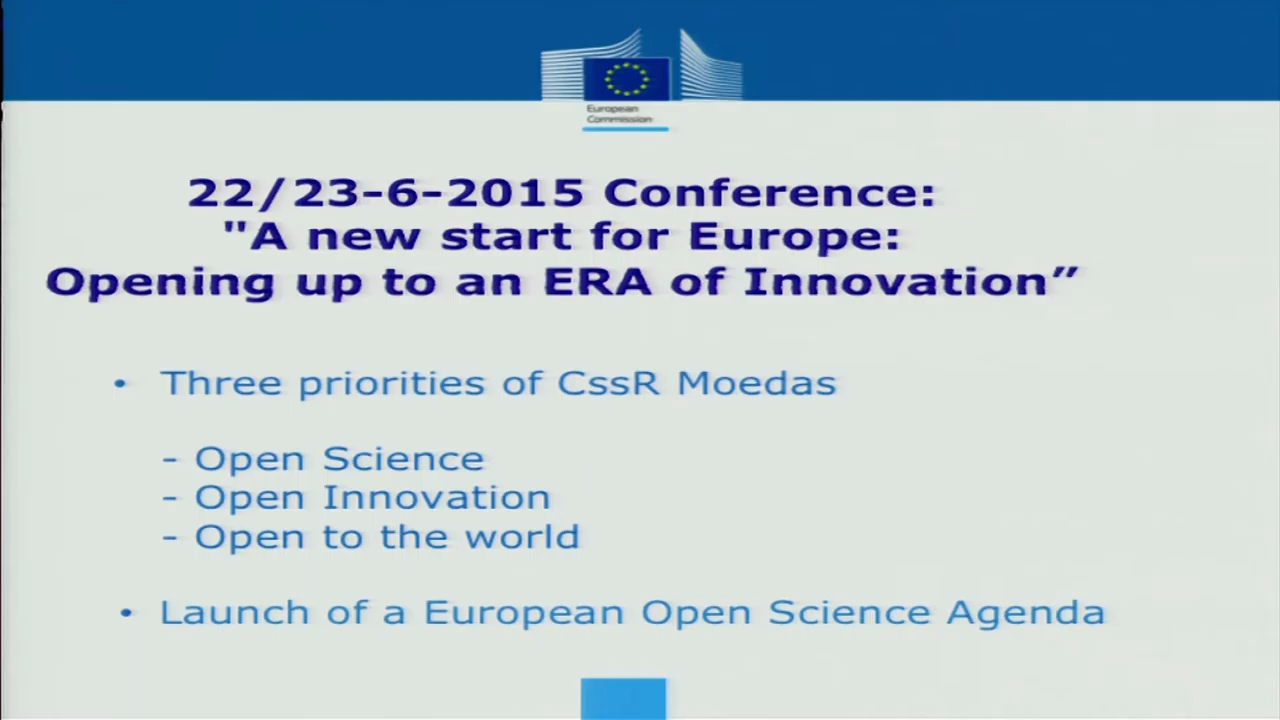 European
Commission
22/23-6-2015 Conference:
"A new start for Europe:
Opening up to an ERA of Innovation”
• Three priorities of CssR Moedas
- Open Science
- Open Innovation
- Open to the world
• Launch of a European Open Science Agenda